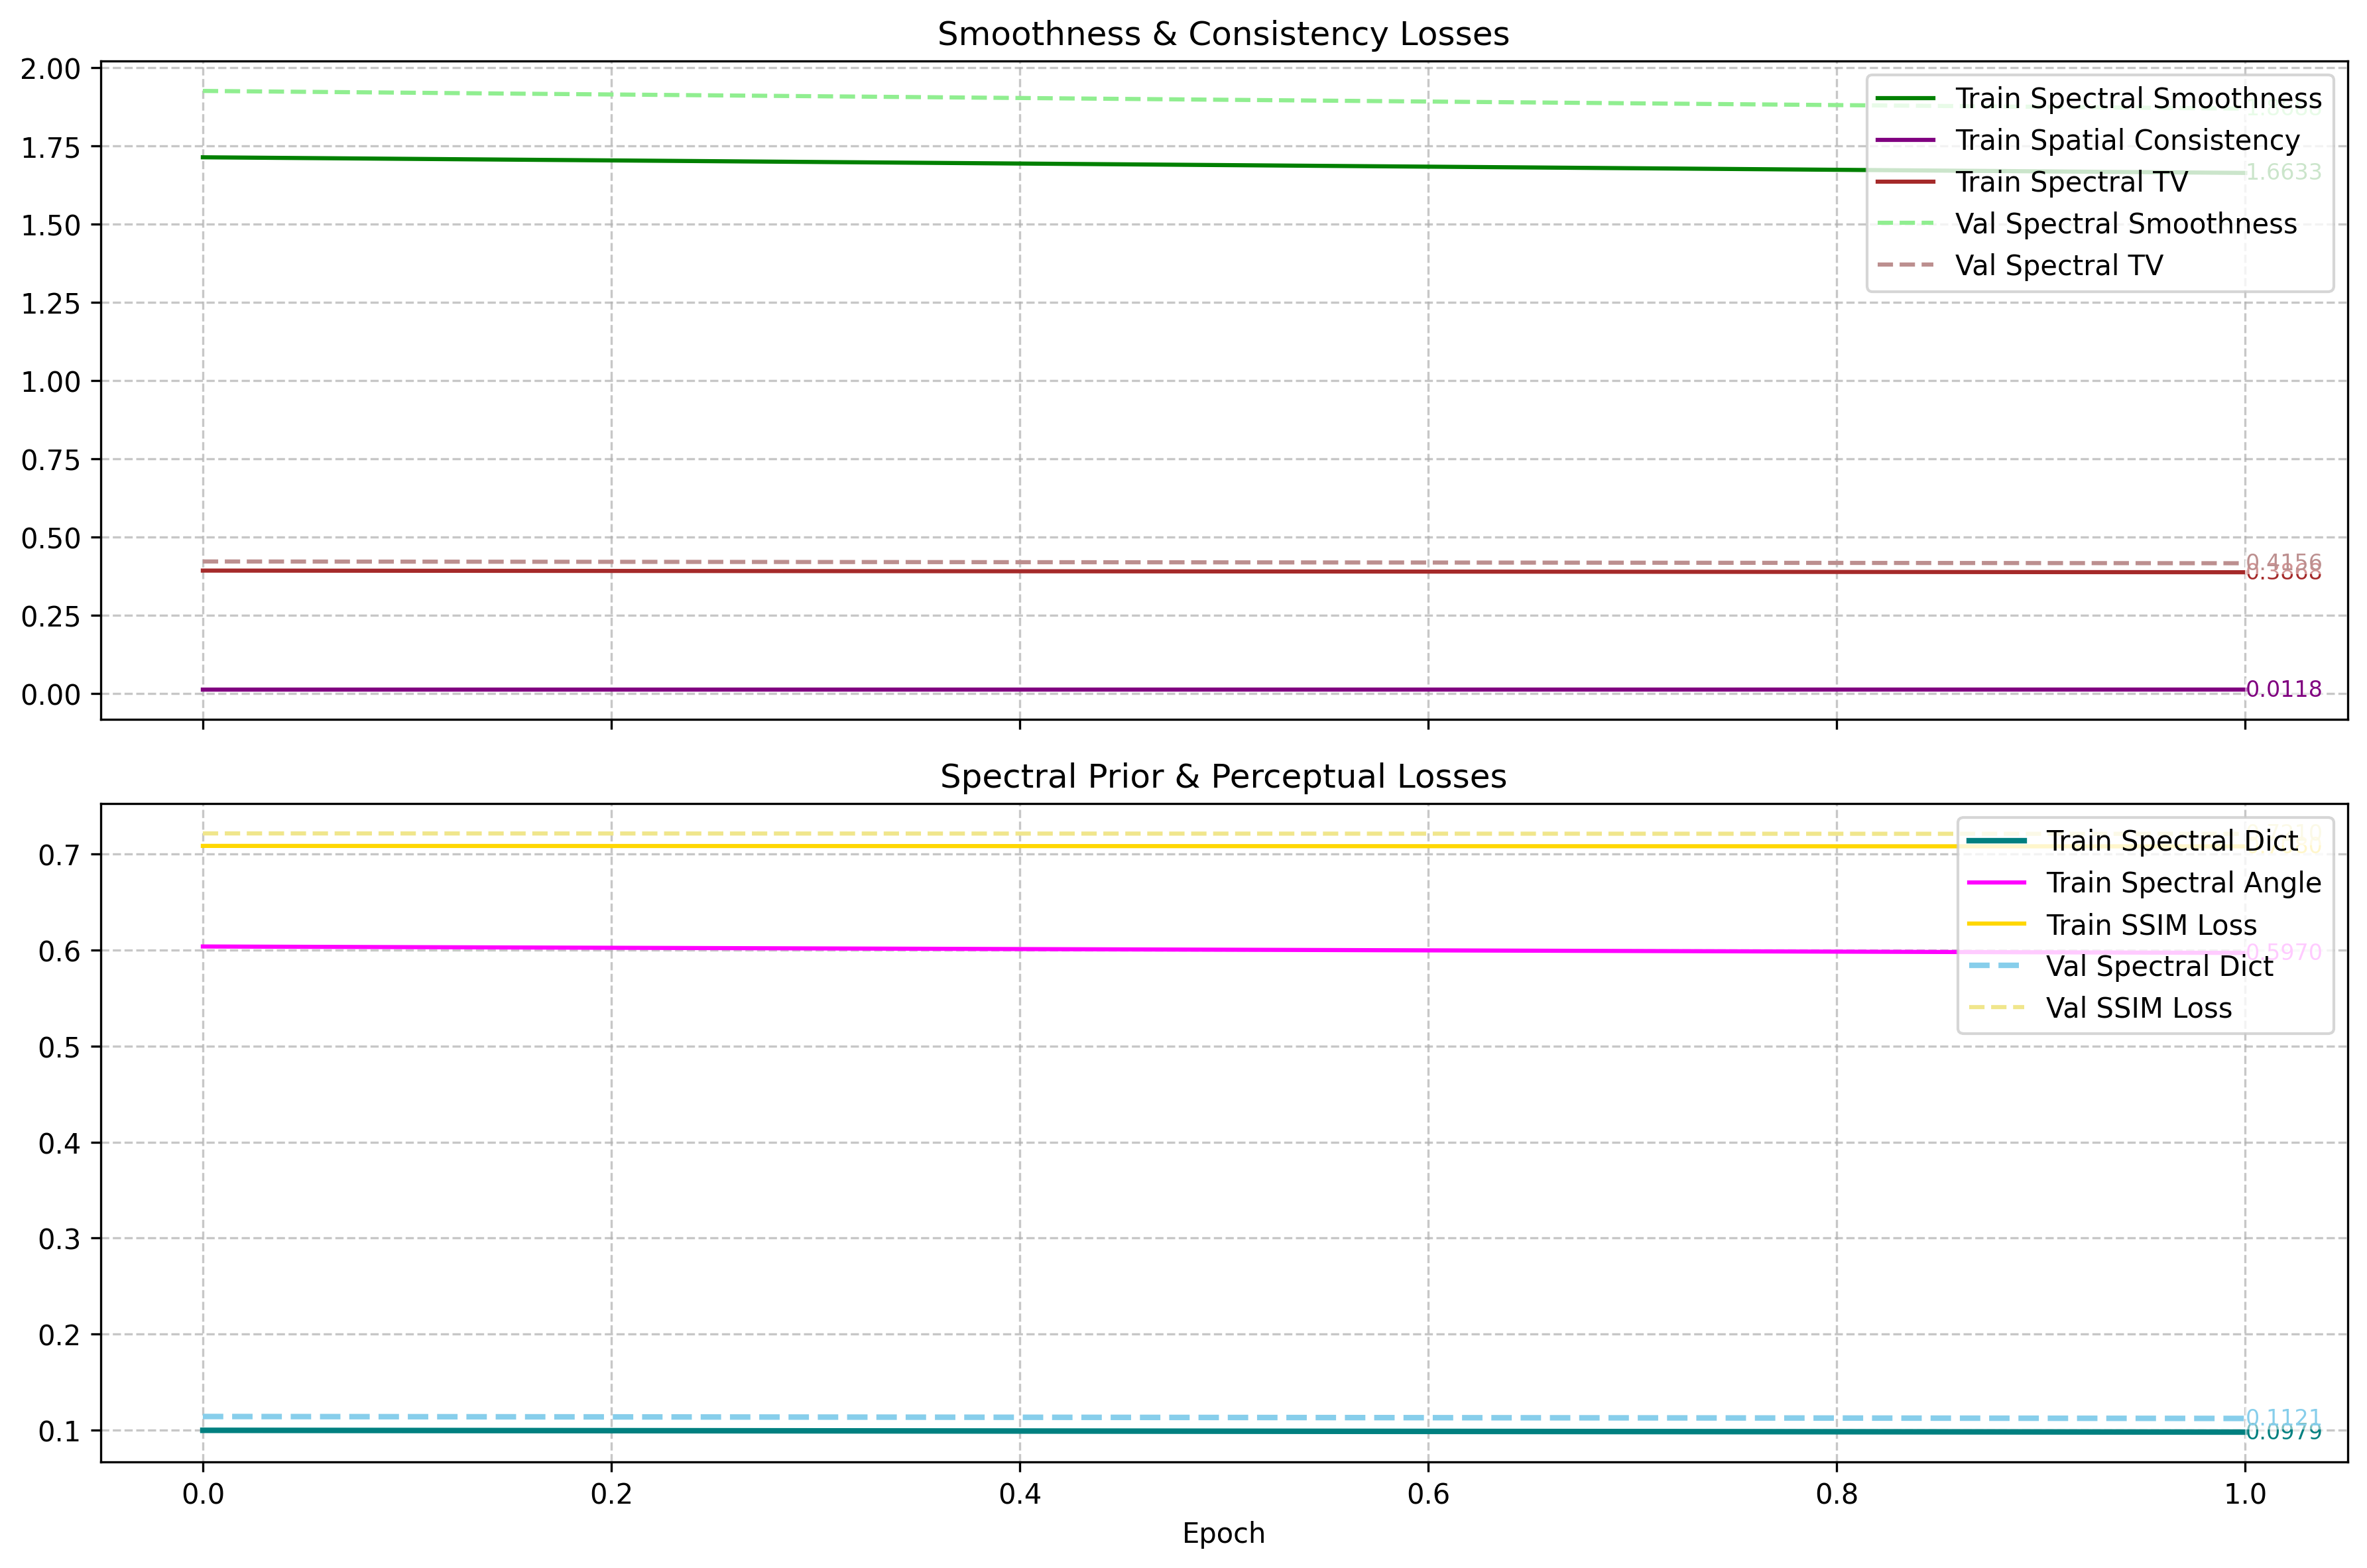 Smoothness & Consistency Losses
2.00
1.75
1.50
1.25
1.00
0.75
0.50
0.25
0.00
Train Spectral Smoothness
Train Spatial Consistency
Train Spectral TV
Val Spectral Smoothness
Val Spectral TV
1.6633
0.4156
0.3868
0.0118
Spectral Prior & Perceptual Losses
0.7
0.6
0.5
0.4
0.3
0.2
0.1
Train Spectral Dict
Train Spectral Angle
Train SSIM Loss
Val Spectral Dict
Val SSIM Loss
0.5970
0.1121
0.0979
0.0
0.2
0.4
0.6
0.8
1.0
Epoch